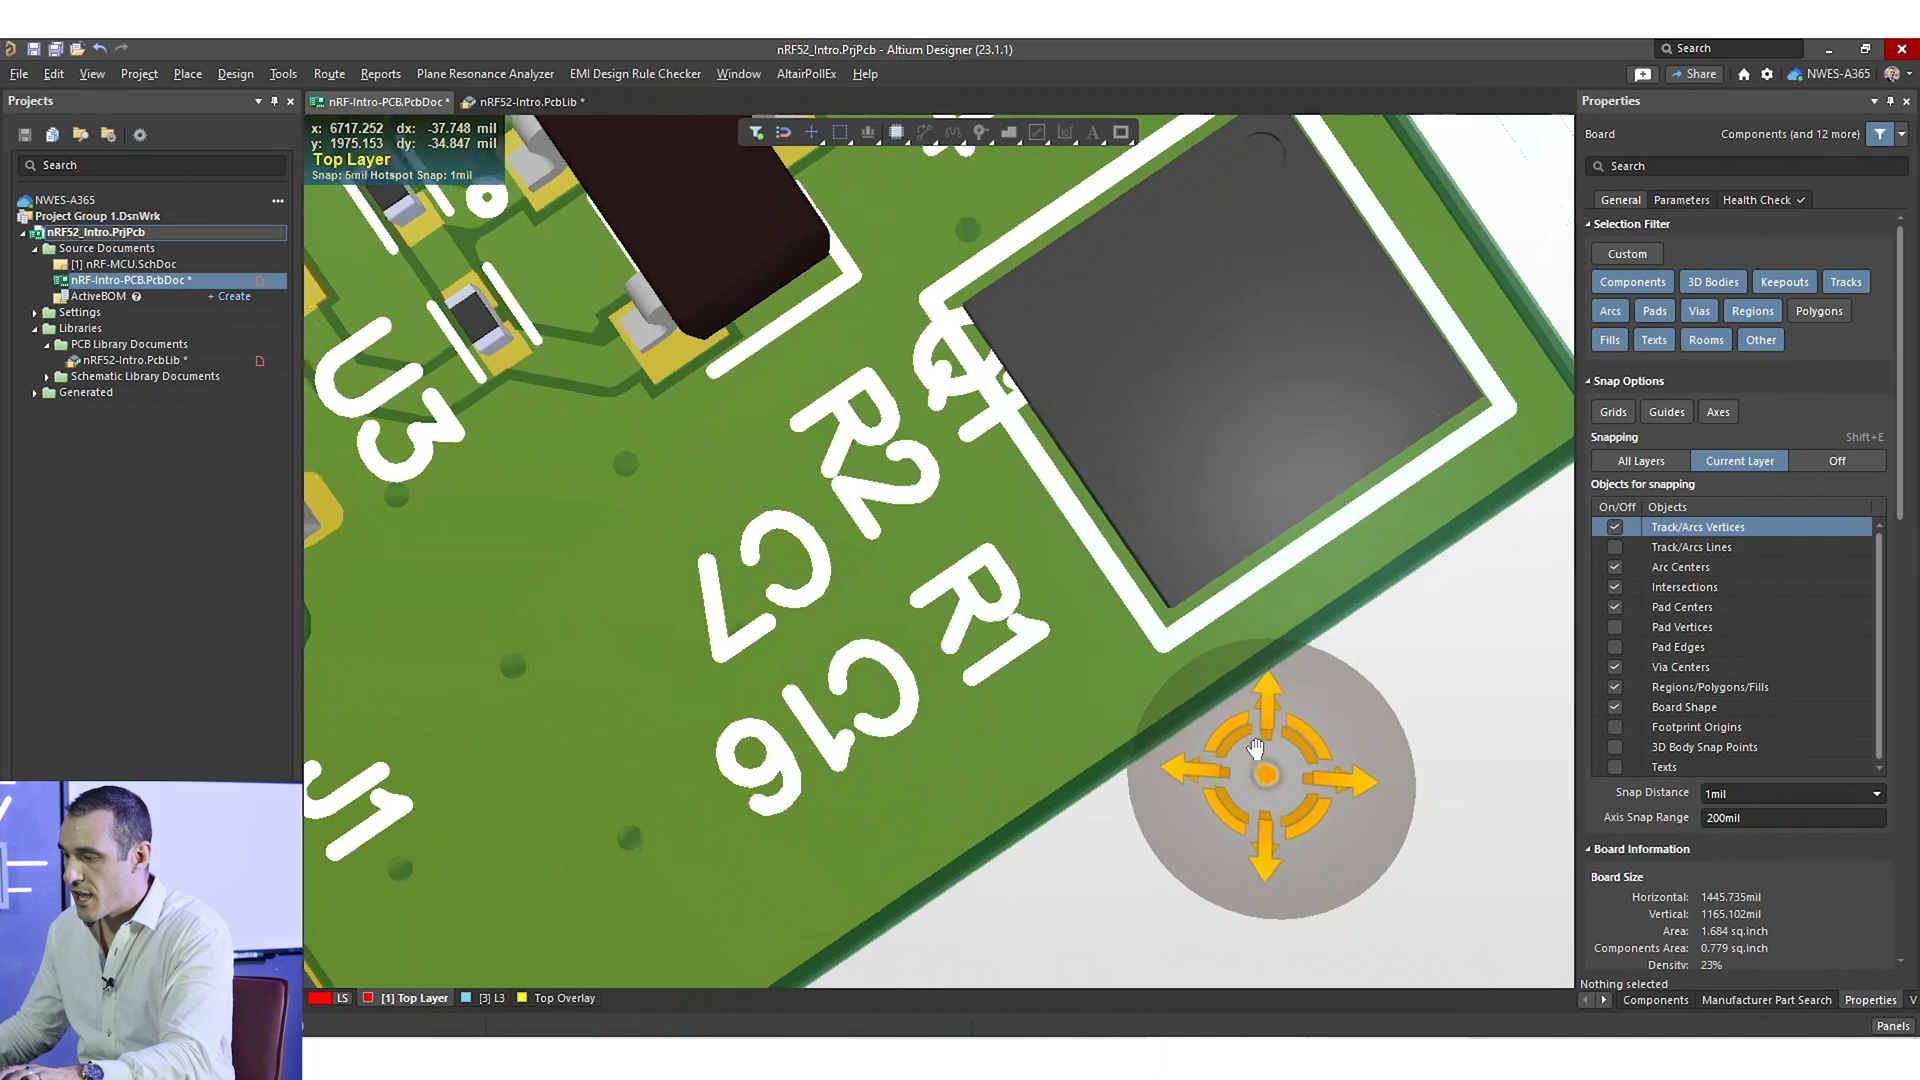 nRF52_Intro.PrjPcb - Altium Designer (23.1.1)
Search
File Edit View Project Place Design Tools Route Reports Plane Resonance Analyzer EMI Design Rule Checker Window AltairPollEx Help
Share
NWES-A365
Projects
Search
NWES-A365
Project Group 1.DsnWrk
nRF52_Intro.PrjPcb
Source Documents
[1] nRF-MCU.SchDoc
nRF-Intro-PCB.PcbDoc *
ActiveBOM + Create
Settings
Libraries
PCB Library Documents
nRF52-Intro.PcbLib *
Schematic Library Documents
Generated
nRF-Intro-PCB.PcbDoc * nRF52-Intro.PcbLib *
x: 6717.252 dx: -37.748 mil
y: 1975.153 dy: -34.847 mil
Top Layer
Snap: 5mil Hotspot Snap: 1mil
U3
R2
C7
R1
C16
LS [1] Top Layer [3] L3 Top Overlay
Properties
Board Components (and 12 more)
Search
General Parameters Health Check
Selection Filter
Custom
Components 3D Bodies Keepouts Tracks
Arcs Pads Vias Regions Polygons
Fills Texts Rooms Other
Snap Options
Grids Guides Axes
Snapping Shift+E
All Layers Current Layer Off
Objects for snapping
On/Off Objects
Track/Arcs Vertices
Track/Arcs Lines
Arc Centers
Intersections
Pad Centers
Pad Vertices
Pad Edges
Via Centers
Regions/Polygons/Fills
Board Shape
Footprint Origins
3D Body Snap Points
Texts
Snap Distance 1mil
Axis Snap Range 200mil
Board Information
Board Size
Horizontal: 1445.735mil
Vertical: 1165.102mil
Area: 1.684 sq.inch
Components Area: 0.779 sq.inch
Density: 23%
Nothing selected
Components Manufacturer Part Search Properties V
Panels